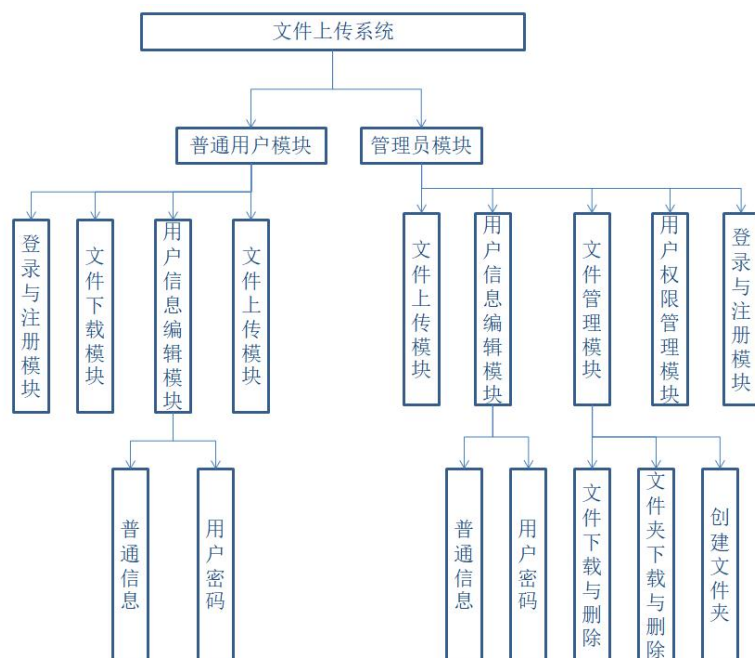 文件上传系统
普通用户模块
管理员模块
登录与注册模块
文件下载模块
用户信息编辑模块
文件上传模块
文件上传模块
用户信息编辑模块
文件管理模块
用户权限管理模块
登录与注册模块
普通信息
用户密码
普通信息
用户密码
文件下载与删除
文件夹下载与删除
创建文件夹